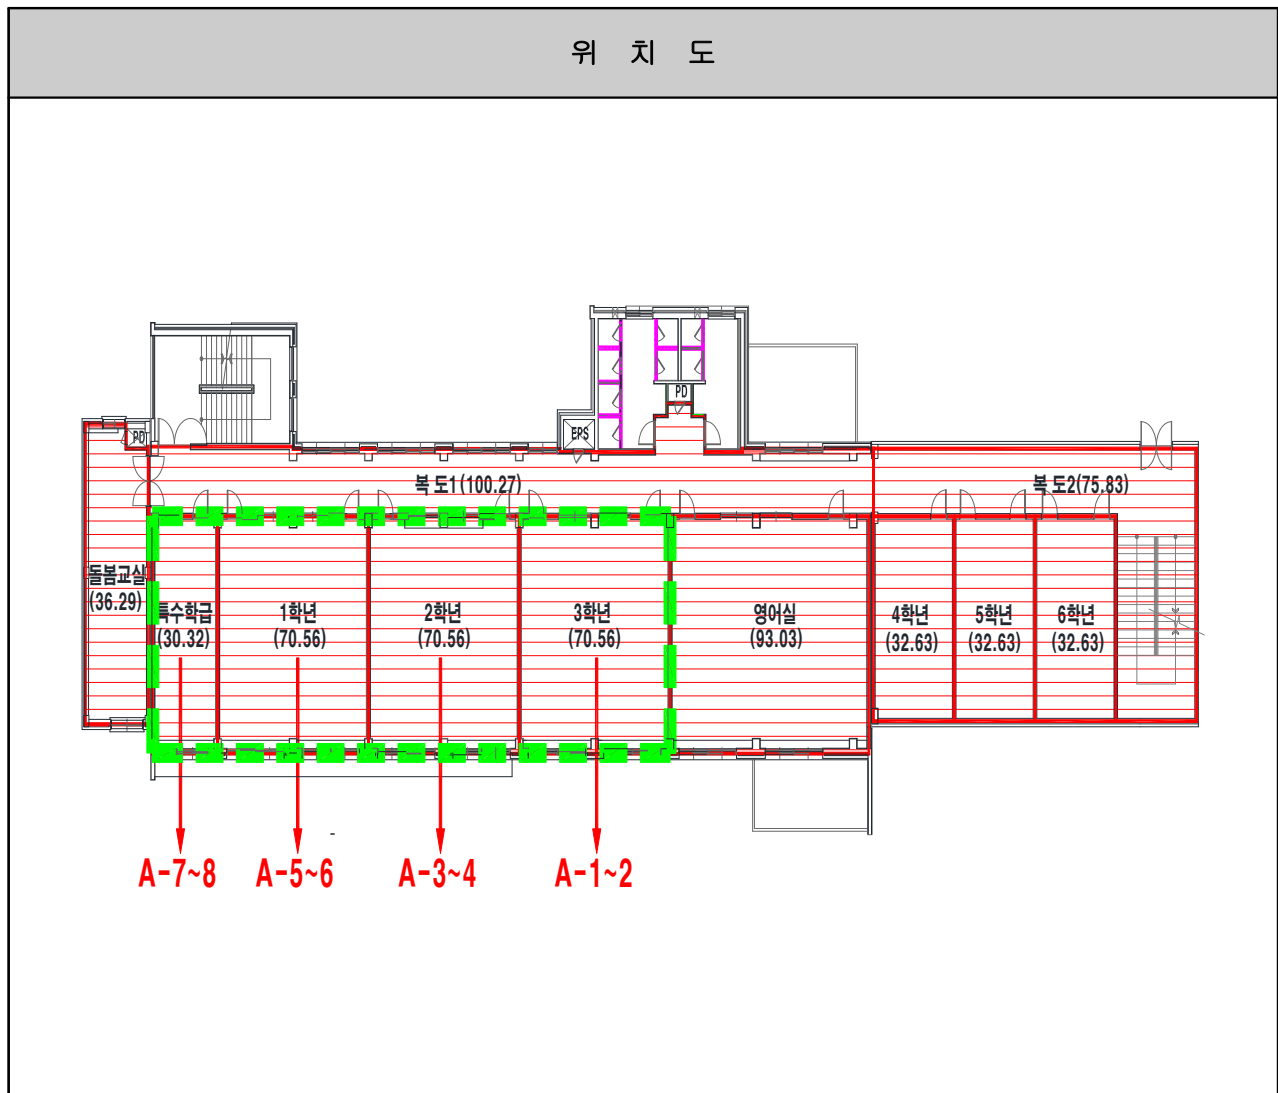 위 치 도
PD
PD
EPS
복 도1(100.27)
복 도2(75.83)
돌봄교실
(36.29)
특수학급
(30.32)
1학년
(70.56)
2학년
(70.56)
3학년
(70.56)
영어실
(93.03)
4학년
(32.63)
5학년
(32.63)
6학년
(32.63)
A-7~8
A-5~6
A-3~4
A-1~2